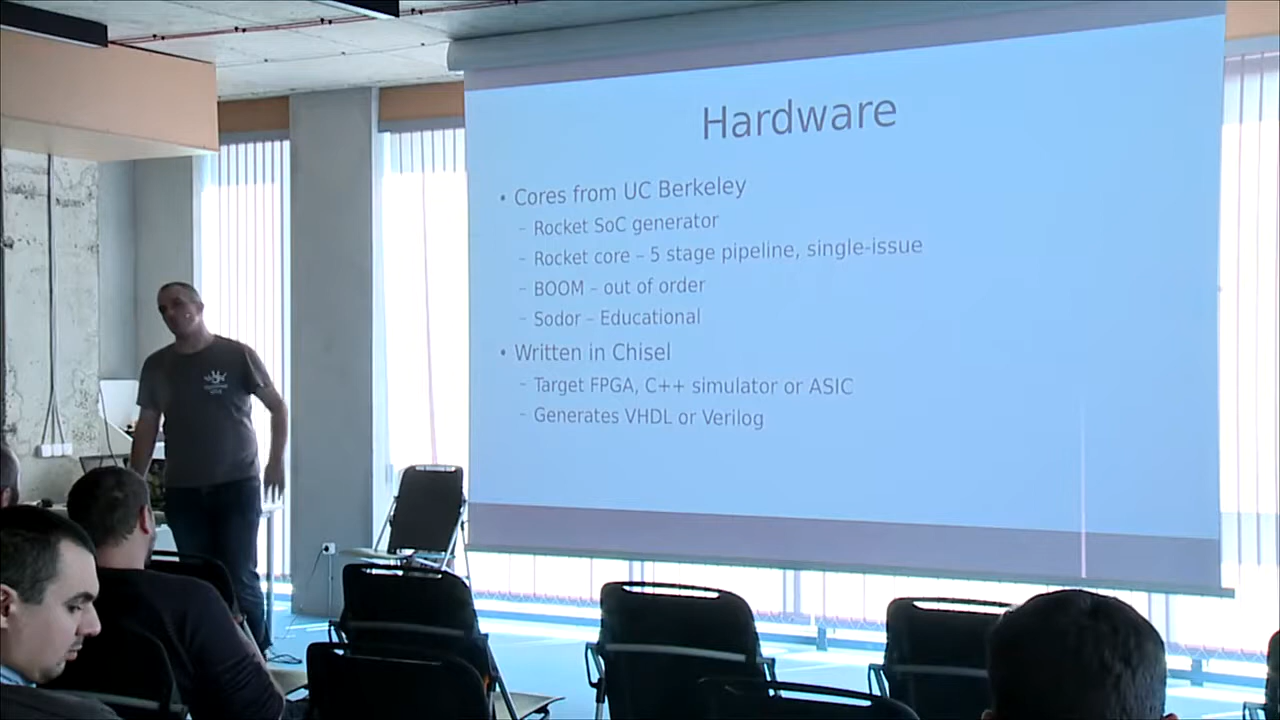 Hardware
• Cores from UC Berkeley
– Rocket SoC generator
– Rocket core – 5 stage pipeline, single-issue
– BOOM – out of order
– Sodor – Educational
• Written in Chisel
– Target FPGA, C++ simulator or ASIC
– Generates VHDL or Verilog